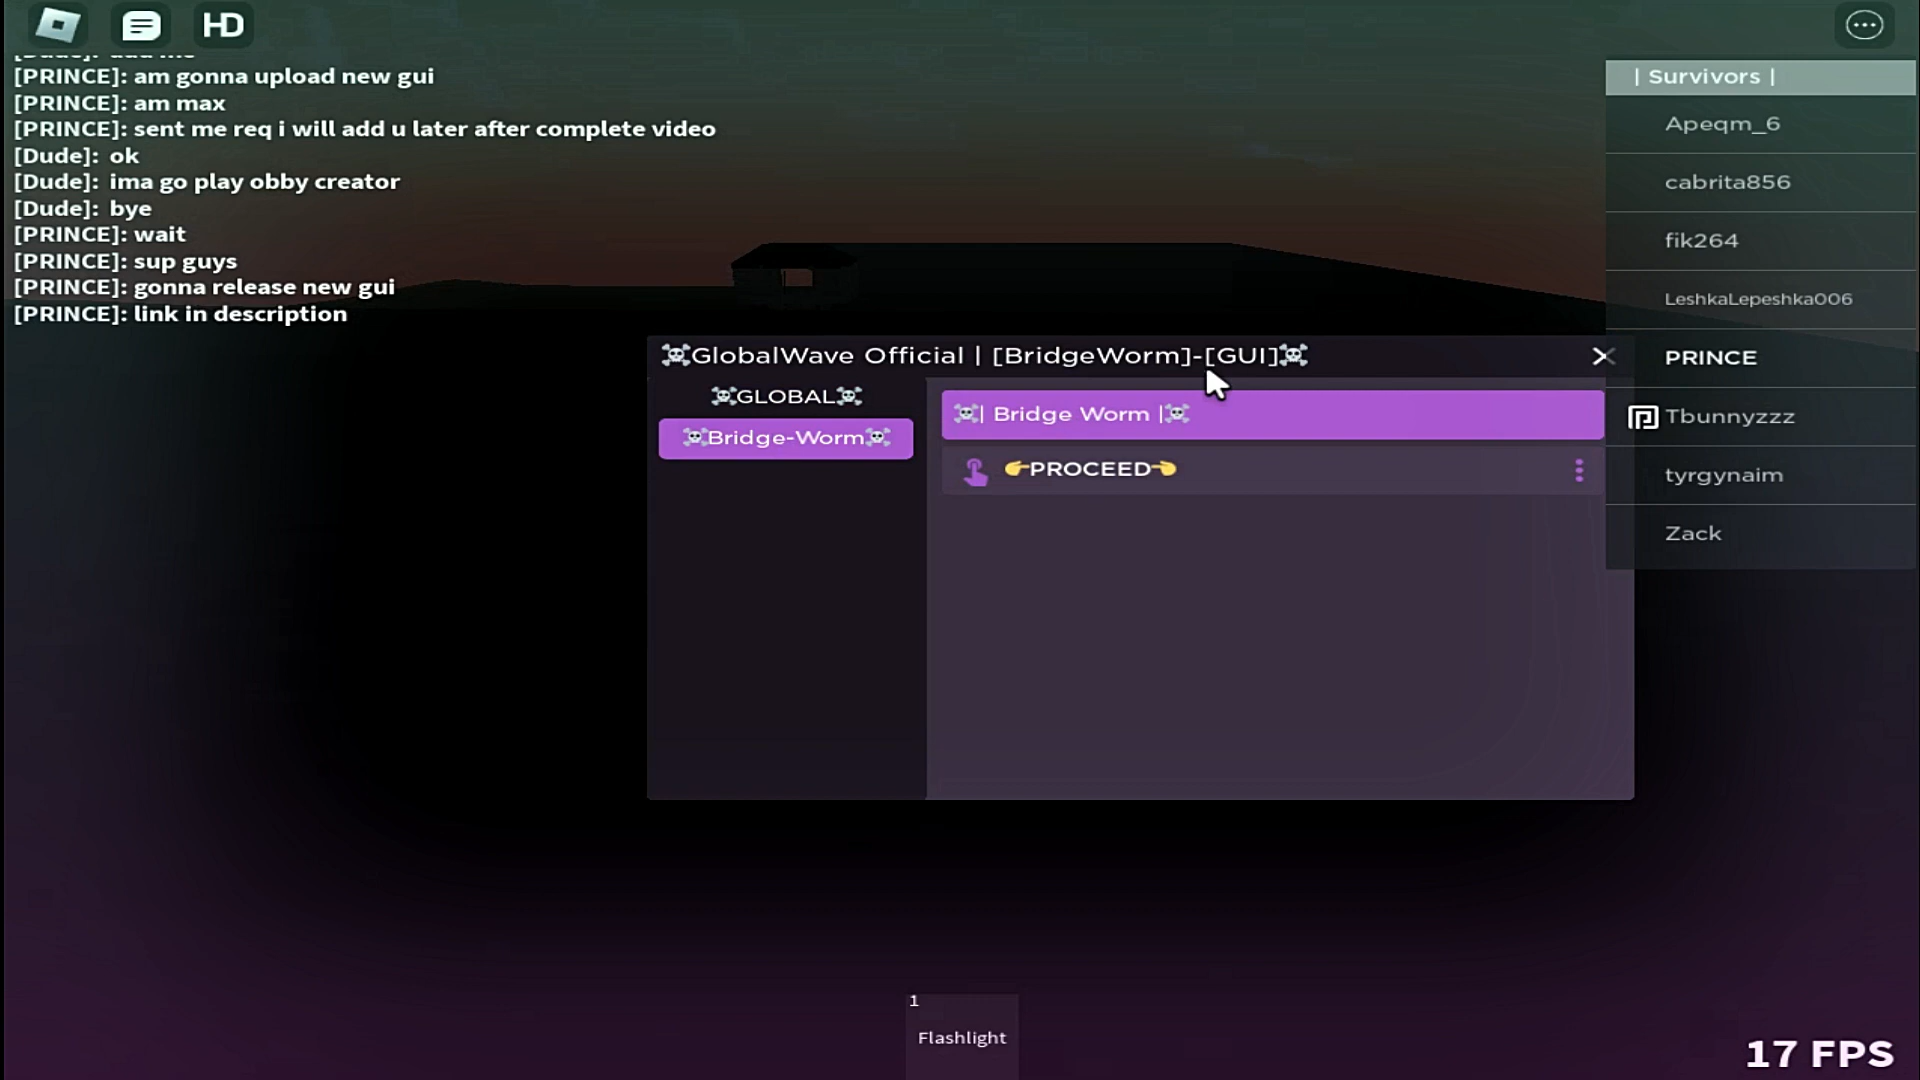 HD
[PRINCE]: am gonna upload new gui
[PRINCE]: am max
[PRINCE]: sent me req i will add u later after complete video
[Dude]: ok
[Dude]: ima go play obby creator
[Dude]: bye
[PRINCE]: wait
[PRINCE]: sup guys
[PRINCE]: gonna release new gui
[PRINCE]: link in description
| Survivors |
Apeqm_6
cabrita856
fik264
LeshkaLepeshka006
PRINCE
Tbunnyzzz
tyrgynaim
Zack
☠️GlobalWave Official | [BridgeWorm]-[GUI]☠️
☠️GLOBAL☠️
☠️Bridge-Worm☠️
☠️| Bridge Worm |☠️
👉PROCEED👈
1
Flashlight
17 FPS